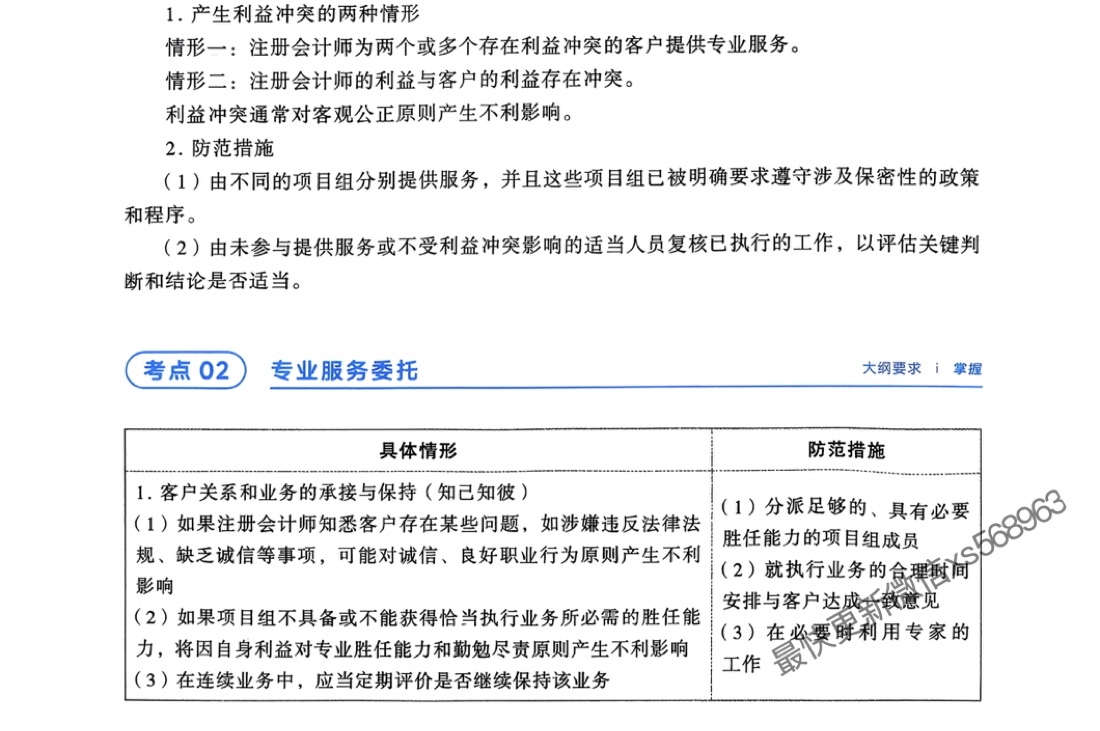 1. 产生利益冲突的两种情形
情形一：注册会计师为两个或多个存在利益冲突的客户提供专业服务。
情形二：注册会计师的利益与客户的利益存在冲突。
利益冲突通常对客观公正原则产生不利影响。
2. 防范措施
（1）由不同的项目组分别提供服务，并且这些项目组已被明确要求遵守涉及保密性的政策
和程序。
（2）由未参与提供服务或不受利益冲突影响的适当人员复核已执行的工作，以评估关键判
断和结论是否适当。
考点 02 专业服务委托 大纲要求 i 掌握
具体情形
1. 客户关系和业务的承接与保持（知己知彼）
（1）如果注册会计师知悉客户存在某些问题，如涉嫌违反法律法
规、缺乏诚信等事项，可能对诚信、良好职业行为原则产生不利
影响
（2）如果项目组不具备或不能获得恰当执行业务所必需的胜任能
力，将因自身利益对专业胜任能力和勤勉尽责原则产生不利影响
（3）在连续业务中，应当定期评价是否继续保持该业务
防范措施
（1）分派足够的、具有必要
胜任能力的项目组成员
（2）就执行业务的合理时间
安排与客户达成一致意见
（3）在必要时利用专家的
工作
最快更新微信xs568963